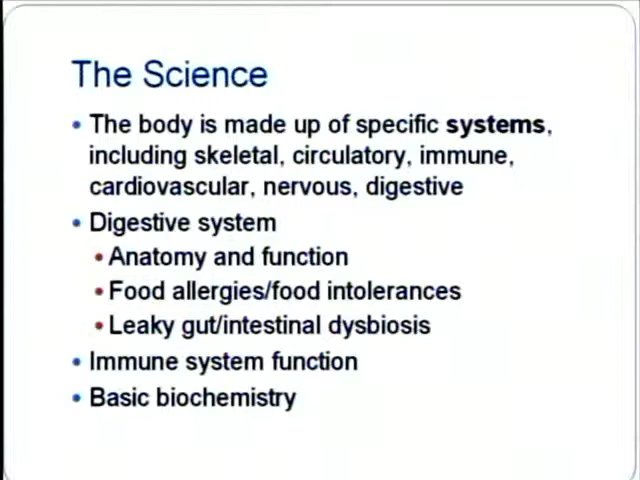 The Science
• The body is made up of specific systems,
including skeletal, circulatory, immune,
cardiovascular, nervous, digestive
• Digestive system
• Anatomy and function
• Food allergies/food intolerances
• Leaky gut/intestinal dysbiosis
• Immune system function
• Basic biochemistry